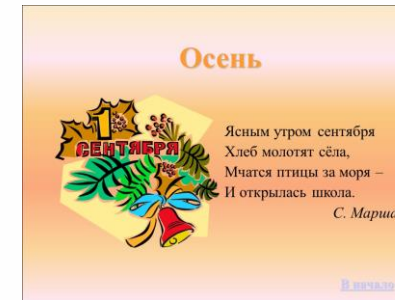 Осень
1
СЕНТЯБРЯ
Ясным утром сентября
Хлеб молотят сёла,
Мчатся птицы за моря –
И открылась школа.
С. Марша
В начало